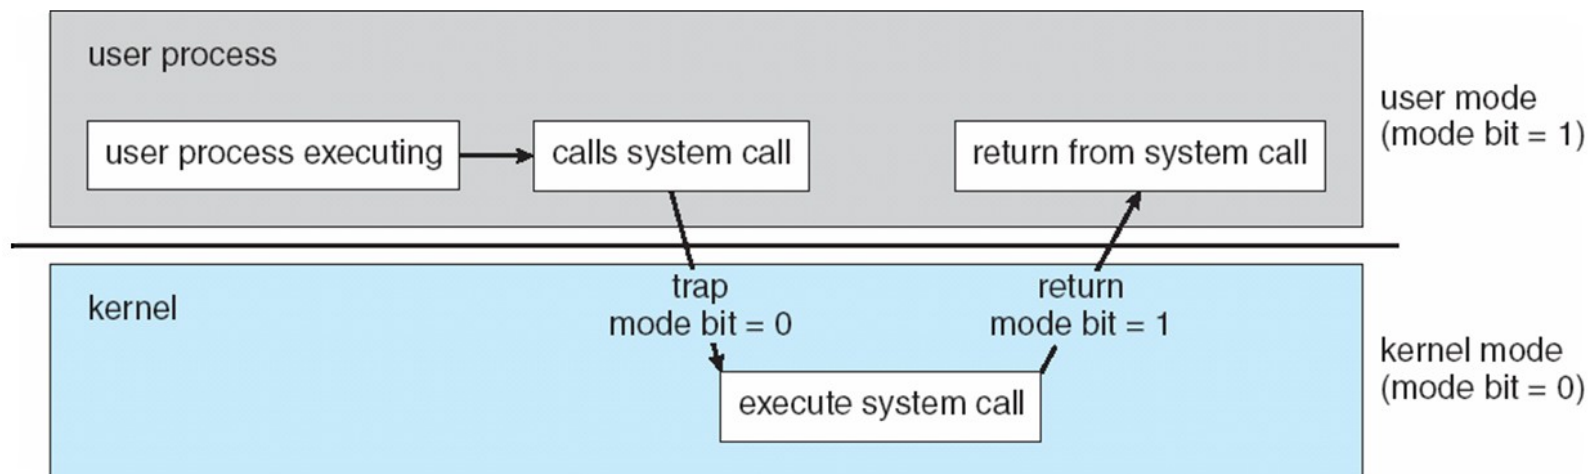 user process
user process executing
calls system call
return from system call
user mode
(mode bit = 1)
kernel
trap
mode bit = 0
return
mode bit = 1
execute system call
kernel mode
(mode bit = 0)